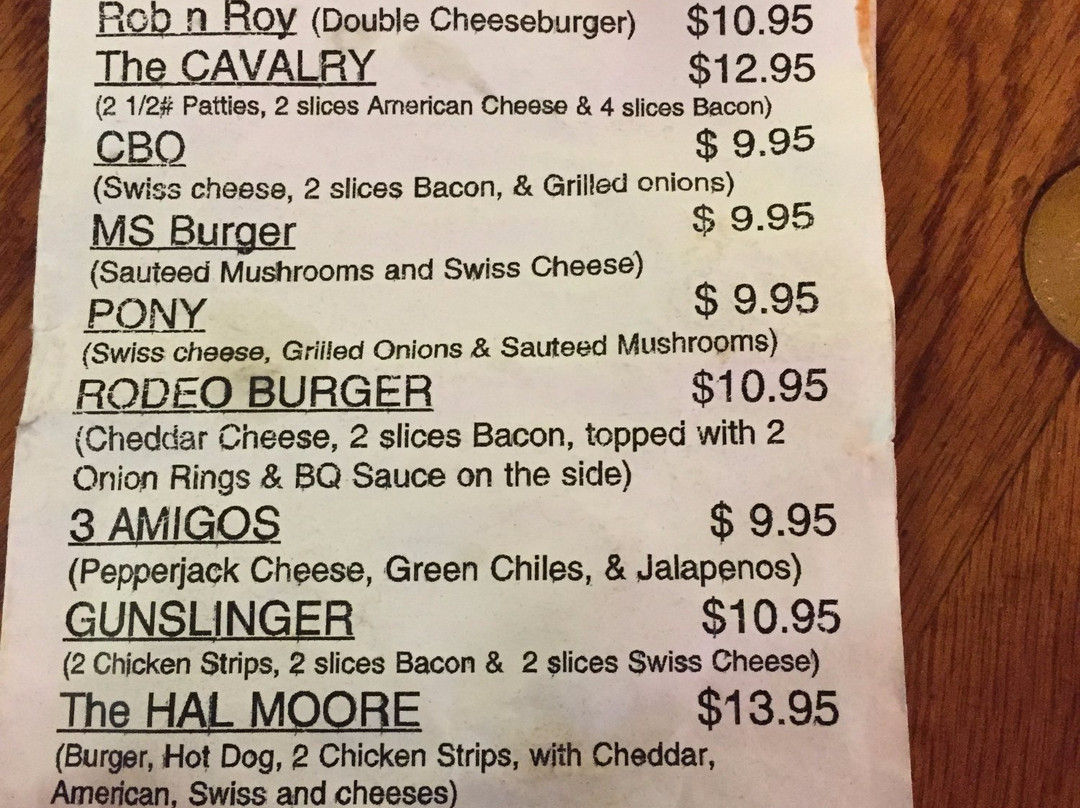 Rob n Roy (Double Cheeseburger) $10.95
The CAVALRY $12.95
(2 1/2# Patties, 2 slices American Cheese & 4 slices Bacon)
CBO $ 9.95
(Swiss cheese, 2 slices Bacon, & Grilled onions)
MS Burger $ 9.95
(Sauteed Mushrooms and Swiss Cheese)
PONY $ 9.95
(Swiss cheese, Grilled Onions & Sauteed Mushrooms)
RODEO BURGER $10.95
(Cheddar Cheese, 2 slices Bacon, topped with 2
Onion Rings & BQ Sauce on the side)
3 AMIGOS $ 9.95
(Pepperjack Cheese, Green Chiles, & Jalapenos)
GUNSLINGER $10.95
(2 Chicken Strips, 2 slices Bacon & 2 slices Swiss Cheese)
The HAL MOORE $13.95
(Burger, Hot Dog, 2 Chicken Strips, with Cheddar,
American, Swiss and cheeses)